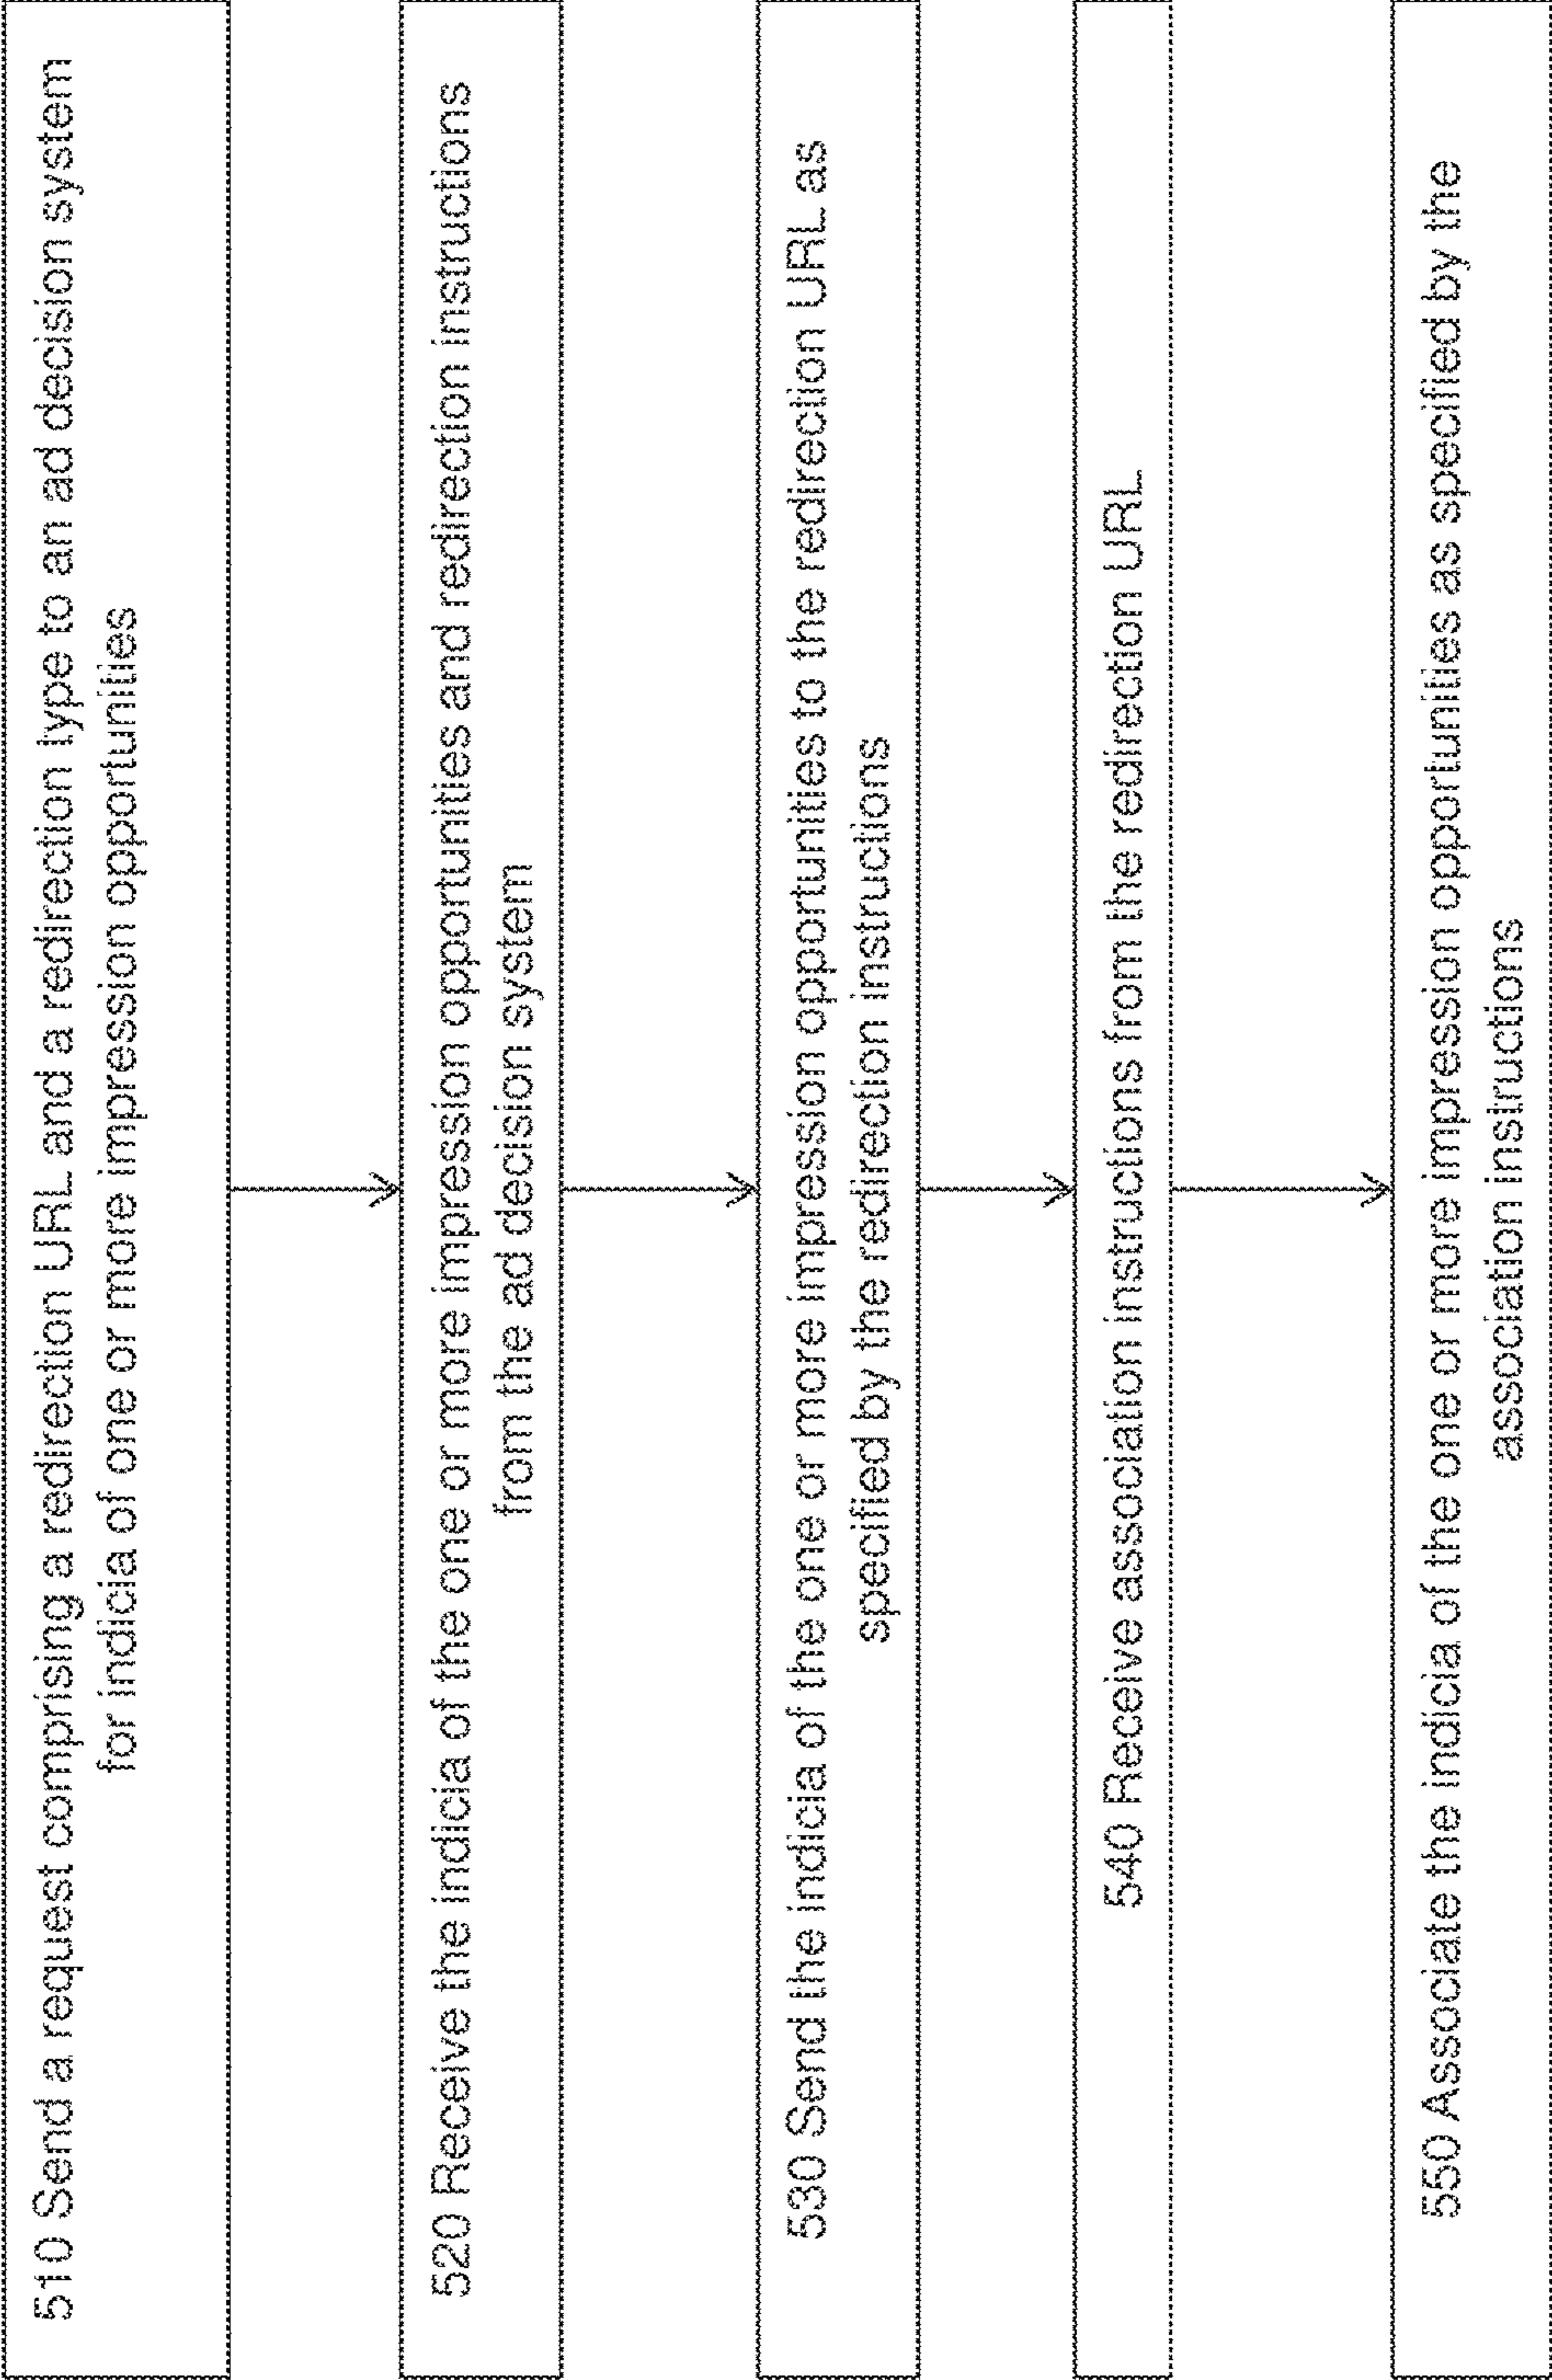 510 Send a request comprising a redirection URL and a redirection type to an ad decision system
for indicia of one or more impression opportunities
520 Receive the indicia of the one or more impression opportunities and redirection instructions
from the ad decision system
530 Send the indicia of the one or more impression opportunities to the redirection URL as
specified by the redirection instructions
540 Receive association instructions from the redirection URL
550 Associate the indicia of the one or more impression opportunities as specified by the
association instructions